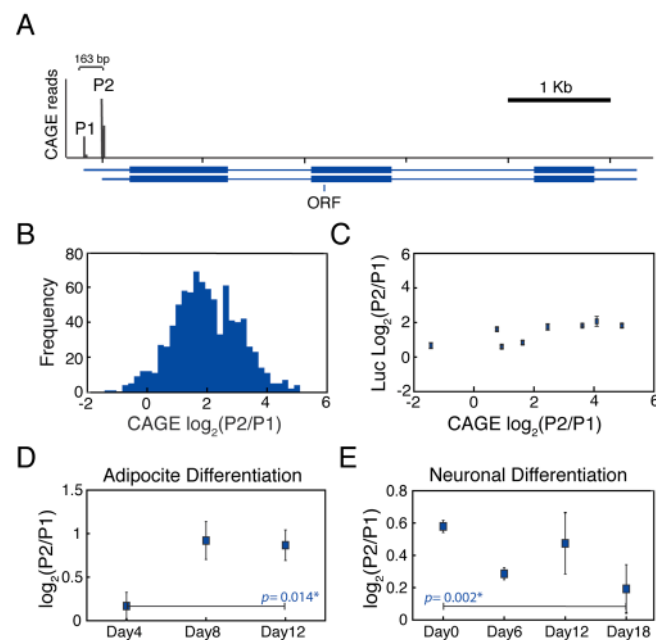 A
163 bp
P2
P1
CAGE reads
1 Kb
ORF
B
80
60
40
20
0
Frequency
-2
0
2
4
6
CAGE log2(P2/P1)
C
6
4
2
0
-2
Luc Log2(P2/P1)
-2
0
2
4
6
CAGE log2(P2/P1)
D
Adipocite Differentiation
1.5
1
0.5
0
log2(P2/P1)
p= 0.014*
Day4
Day8
Day12
E
Neuronal Differentiation
0.8
0.6
0.4
0.2
0
log2(P2/P1)
p= 0.002*
Day0
Day6
Day12
Day18